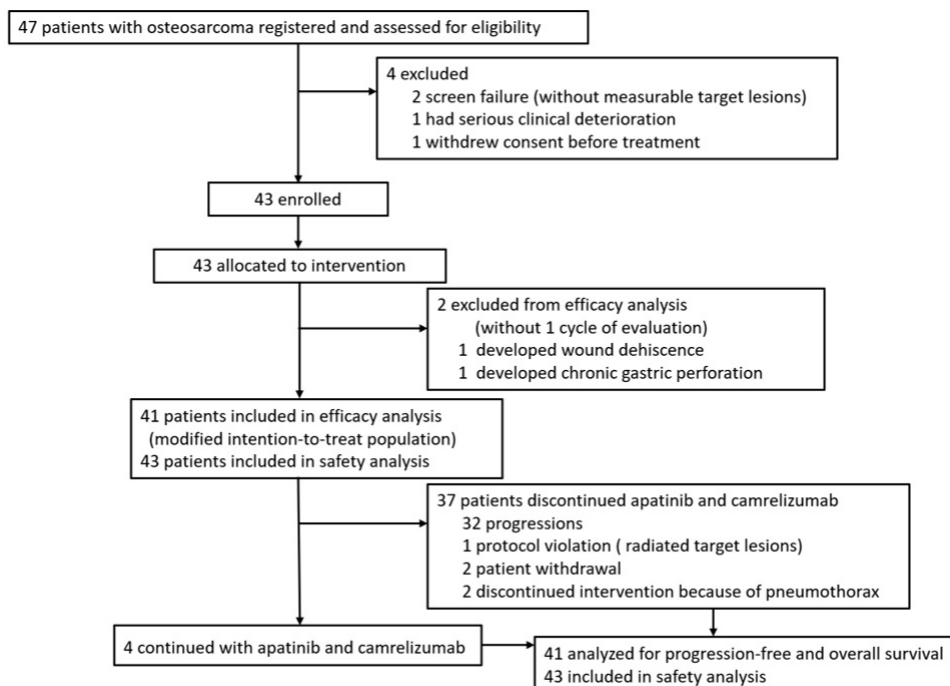 47 patients with osteosarcoma registered and assessed for eligibility
4 excluded
2 screen failure (without measurable target lesions)
1 had serious clinical deterioration
1 withdrew consent before treatment
43 enrolled
43 allocated to intervention
2 excluded from efficacy analysis
(without 1 cycle of evaluation)
1 developed wound dehiscence
1 developed chronic gastric perforation
41 patients included in efficacy analysis
(modified intention-to-treat population)
43 patients included in safety analysis
37 patients discontinued apatinib and camrelizumab
32 progressions
1 protocol violation ( radiated target lesions)
2 patient withdrawal
2 discontinued intervention because of pneumothorax
4 continued with apatinib and camrelizumab
41 analyzed for progression-free and overall survival
43 included in safety analysis